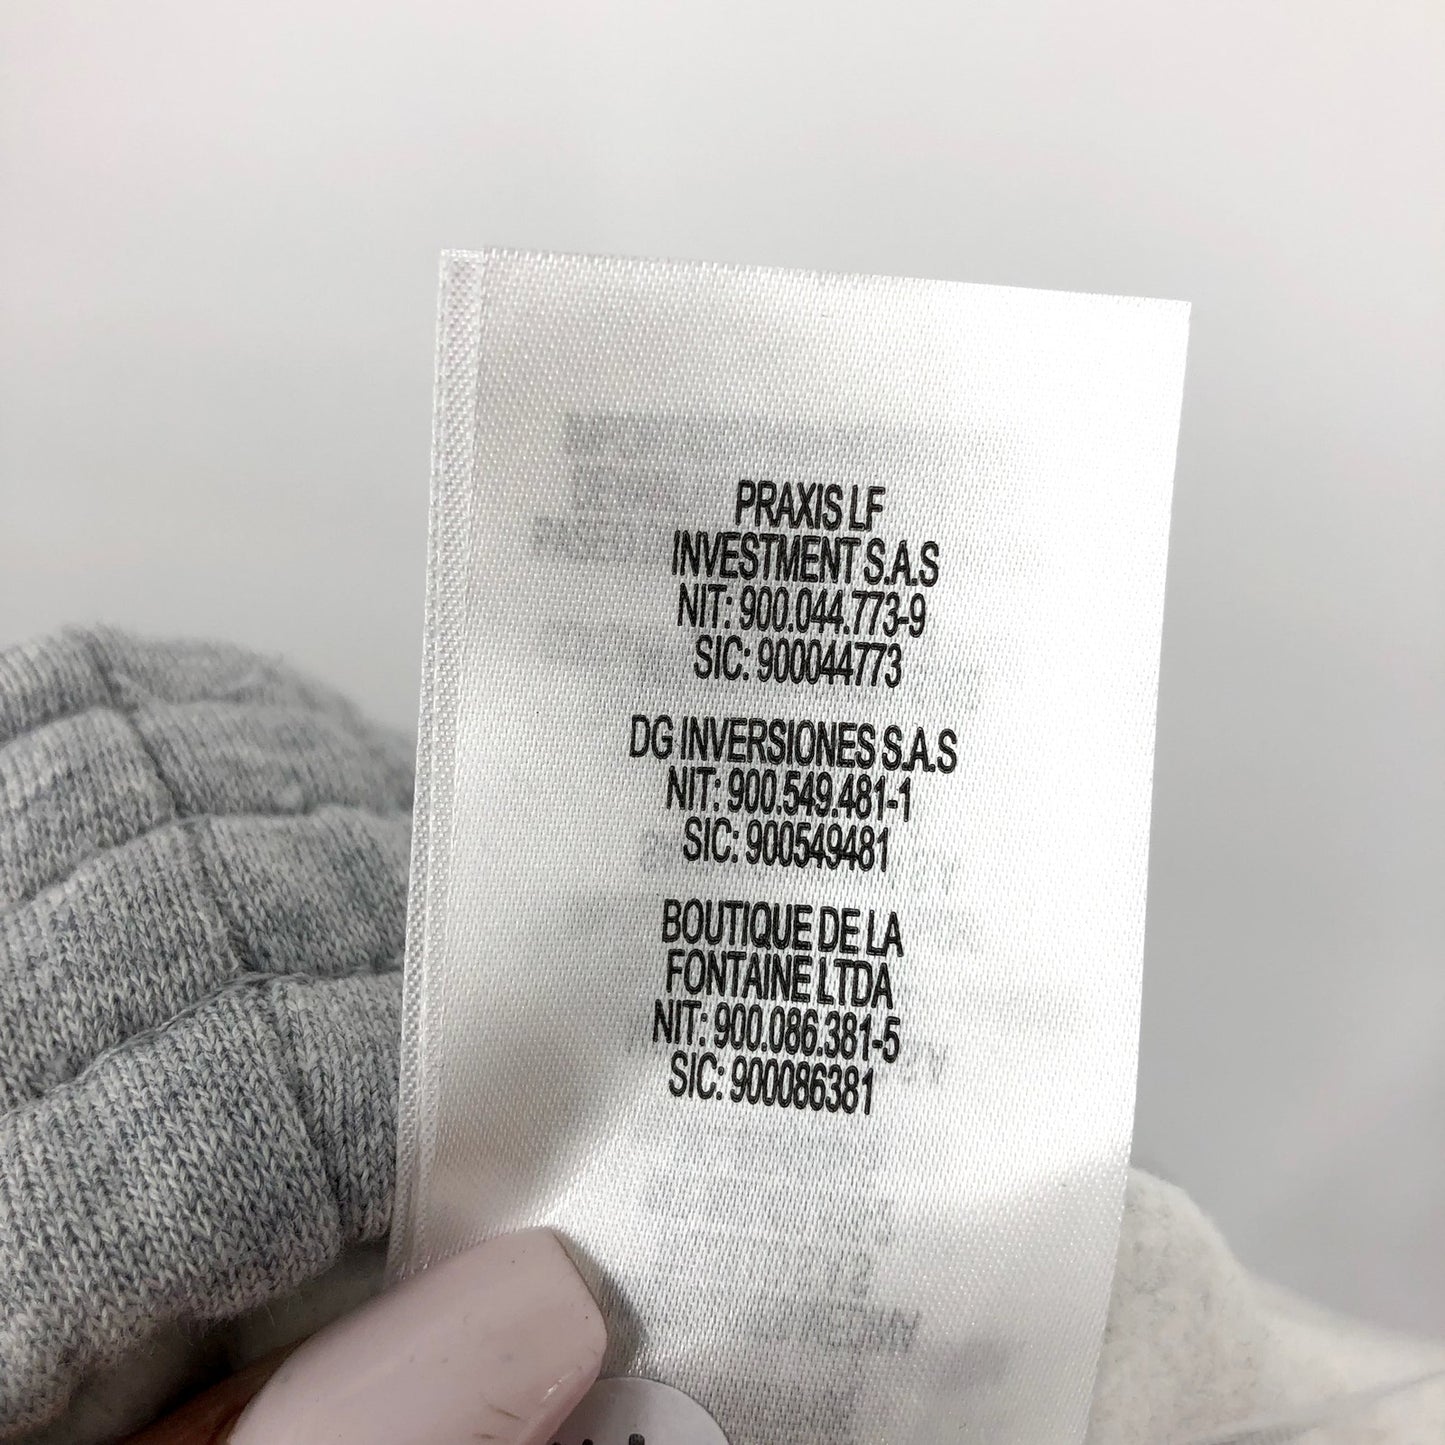 PRAXIS LF
INVESTMENT S.A.S
NIT: 900.044.773-9
SIC: 900044773
DG INVERSIONES S.A.S
NIT: 900.549.481-1
SIC: 900549481
BOUTIQUE DE LA
FONTAINE LTDA
NIT: 900.086.381-5
SIC: 900086381